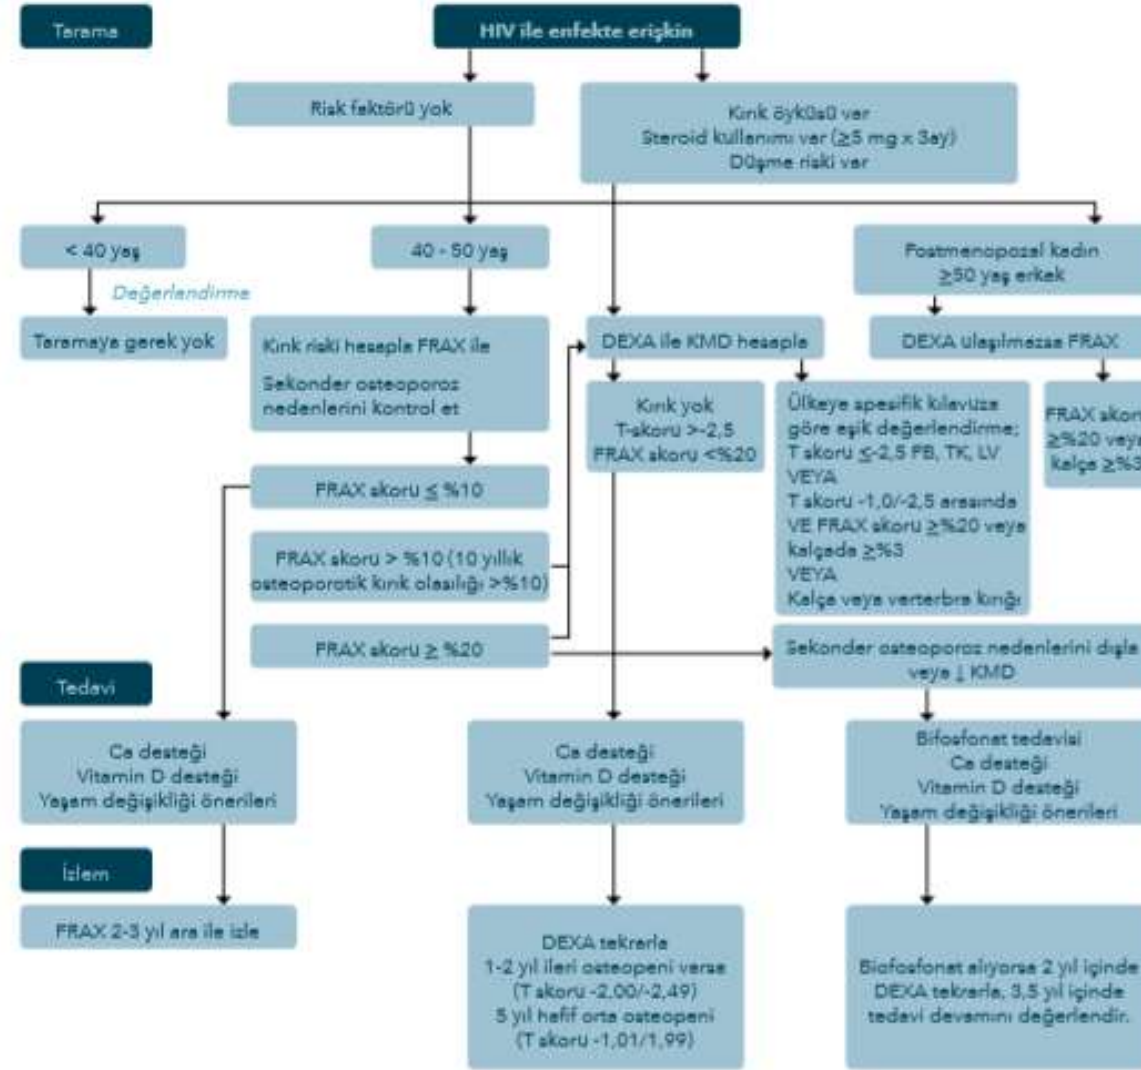 Tarama
HIV ile enfekte erişkin
Risk faktörü yok
Kırık öyküsü var
Steroid kullanımı var (≥5 mg x 3ay)
Düşme riski var
< 40 yaş
40 - 50 yaş
Postmenopozal kadın
≥50 yaş erkek
Değerlendirme
Taramaya gerek yok
Kırık riski hesapla FRAX ile
Sekonder osteoporoz
nedenlerini kontrol et
DEXA ile KMD hesapla
DEXA ulaşılmazsa FRAX
Kırık yok
T-skoru >-2,5
FRAX skoru <%20
Ülkeye spesifik kılavuza
göre eşik değerlendirme;
T skoru ≤-2,5 PB, TK, LV
VEYA
T skoru -1,0/-2,5 arasında
VE FRAX skoru ≥%20 veya
kalçada ≥%3
VEYA
Kalça veya verterbra kırığı
FRAX skoru
≥%20 veya
kalça ≥%3
FRAX skoru ≤ %10
FRAX skoru > %10 (10 yıllık
osteoporotik kırık olasılığı >%10)
FRAX skoru ≥ %20
Sekonder osteoporoz nedenlerini dışla
veya ↓ KMD
Tedavi
Ca desteği
Vitamin D desteği
Yaşam değişikliği önerileri
Ca desteği
Vitamin D desteği
Yaşam değişikliği önerileri
Bifosfonat tedavisi
Ca desteği
Vitamin D desteği
Yaşam değişikliği önerileri
İzlem
FRAX 2-3 yıl ara ile izle
DEXA tekrarla
1-2 yıl ileri osteopeni varsa
(T skoru -2,00/-2,49)
5 yıl hafif orta osteopeni
(T skoru -1,01/1,99)
Biofosfonat alıyorsa 2 yıl içinde
DEXA tekrarla, 3,5 yıl içinde
tedavi devamını değerlendir.